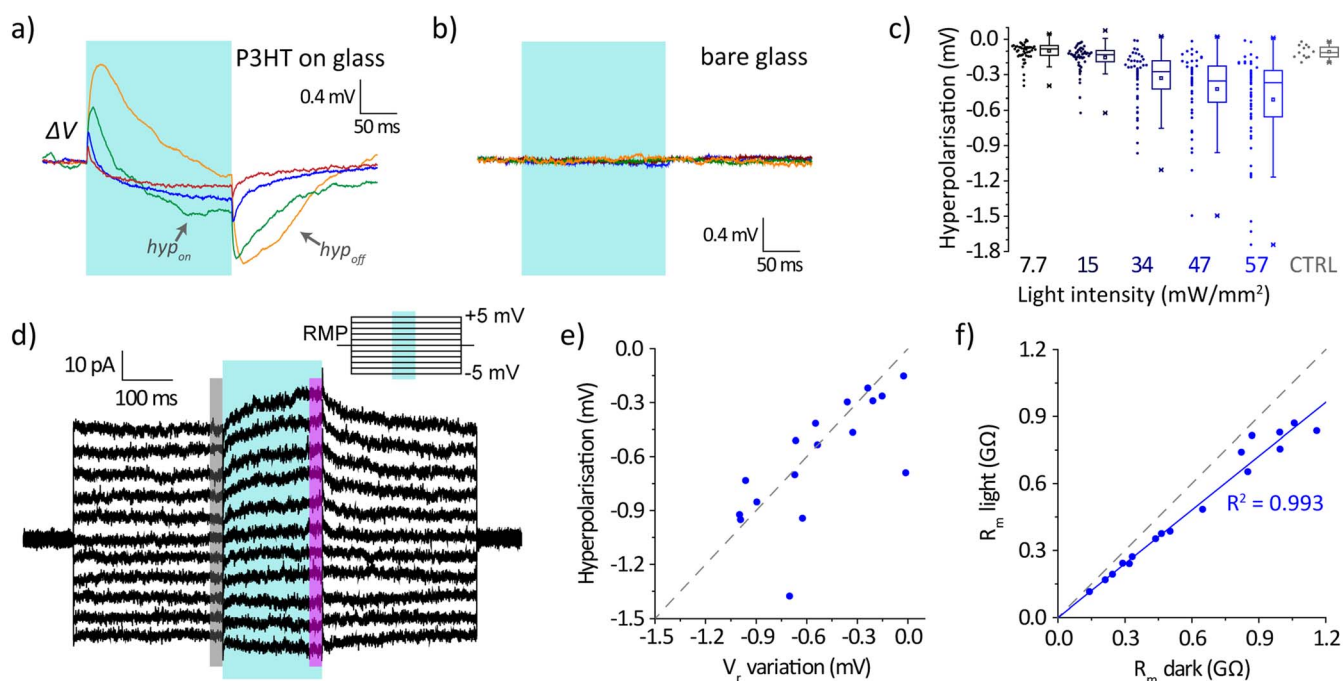 a)
P3HT on glass
0.4 mV
50 ms
ΔV
hyp_on
hyp_off
b)
bare glass
0.4 mV
50 ms
c)
Hyperpolarisation (mV)
0.0
-0.3
-0.6
-0.9
-1.2
-1.5
-1.8
7.7 15 34 47 57 CTRL
Light intensity (mW/mm²)
d)
10 pA
100 ms
RMP
+5 mV
-5 mV
e)
Hyperpolarisation (mV)
0.0
-0.3
-0.6
-0.9
-1.2
-1.5
-1.5 -1.2 -0.9 -0.6 -0.3 0.0
V_r variation (mV)
f)
R_m light (GΩ)
1.2
0.9
0.6
0.3
0.0
R² = 0.993
0.0 0.3 0.6 0.9 1.2
R_m dark (GΩ)